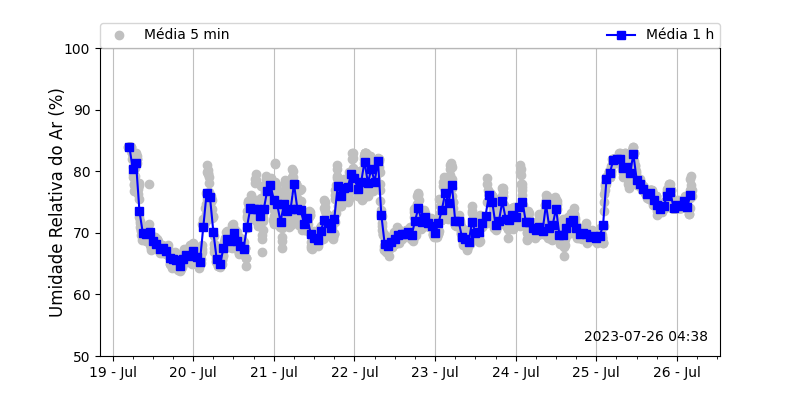 Média 5 min
Média 1 h
Umidade Relativa do Ar (%)
100
90
80
70
60
50
2023-07-26 04:38
19 - Jul
20 - Jul
21 - Jul
22 - Jul
23 - Jul
24 - Jul
25 - Jul
26 - Jul